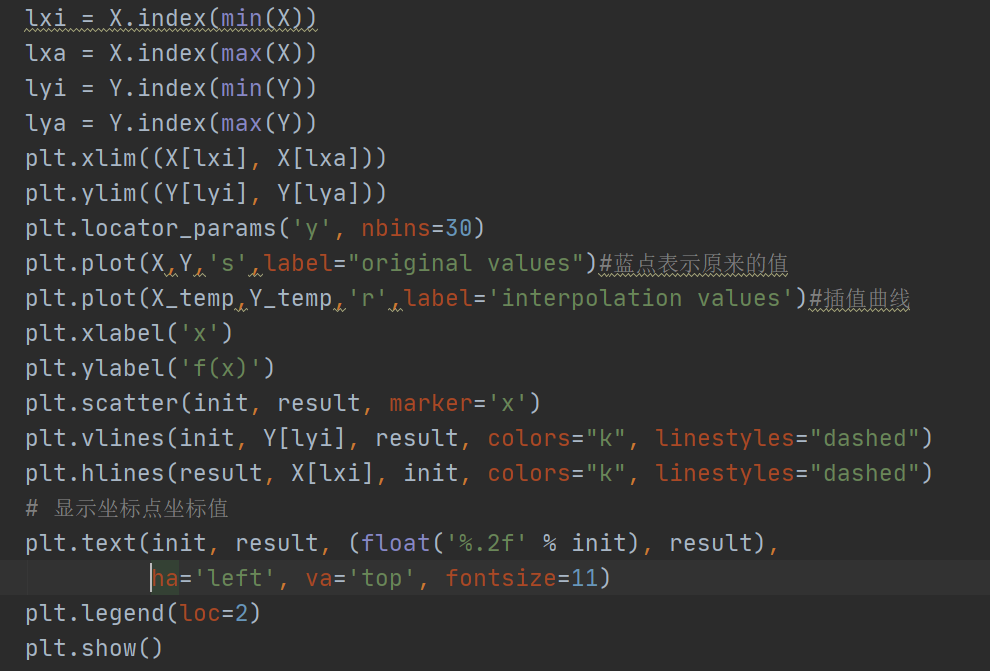 lxi = X.index(min(X))
lxa = X.index(max(X))
lyi = Y.index(min(Y))
lya = Y.index(max(Y))
plt.xlim((X[lxi], X[lxa]))
plt.ylim((Y[lyi], Y[lya]))
plt.locator_params('y', nbins=30)
plt.plot(X,Y,'s',label="original values")#蓝点表示原来的值
plt.plot(X_temp,Y_temp,'r',label='interpolation values')#插值曲线
plt.xlabel('x')
plt.ylabel('f(x)')
plt.scatter(init, result, marker='x')
plt.vlines(init, Y[lyi], result, colors="k", linestyles="dashed")
plt.hlines(result, X[lxi], init, colors="k", linestyles="dashed")
# 显示坐标点坐标值
plt.text(init, result, (float('%.2f' % init), result),
ha='left', va='top', fontsize=11)
plt.legend(loc=2)
plt.show()